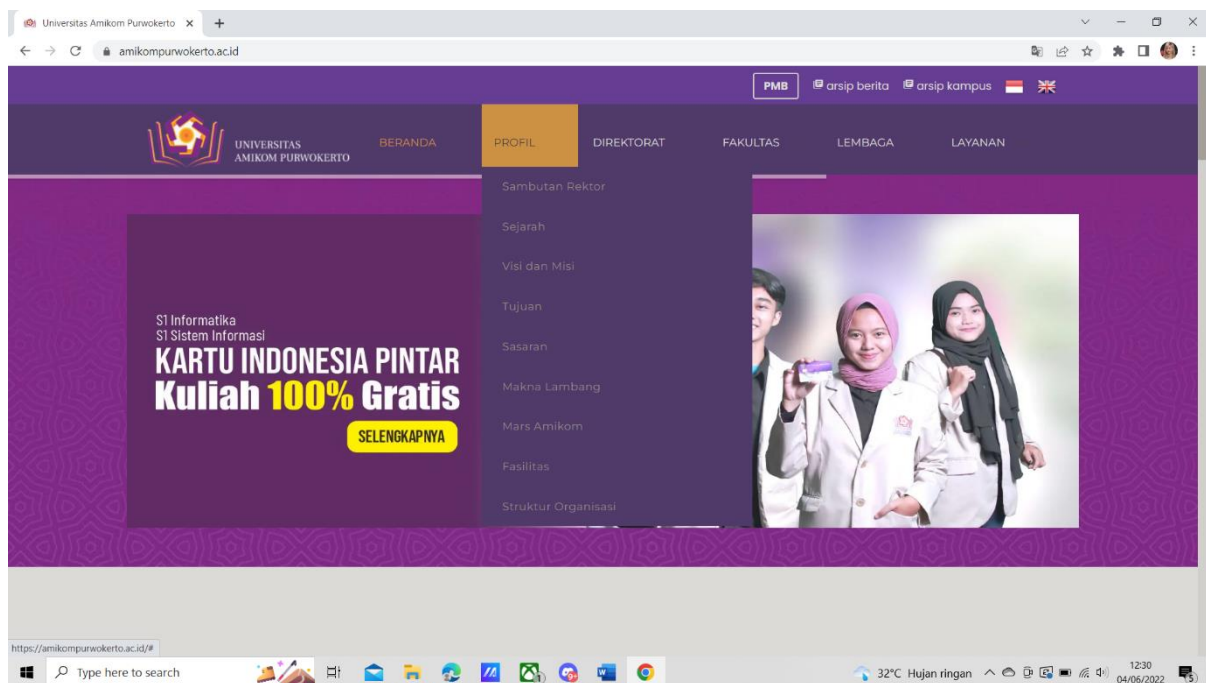 Universitas Amikom Purwokerto
amikompurwokerto.ac.id
PMB arsip berita arsip kampus
UNIVERSITAS
AMIKOM PURWOKERTO
BERANDA PROFIL DIREKTORAT FAKULTAS LEMBAGA LAYANAN
Sambutan Rektor
Sejarah
Visi dan Misi
Tujuan
Sasaran
Makna Lambang
Mars Amikom
Fasilitas
Struktur Organisasi
S1 Informatika
S1 Sistem Informasi
KARTU INDONESIA PINTAR
Kuliah 100% Gratis
SELENGKAPNYA
https://amikompurwokerto.ac.id/#
Type here to search
32°C Hujan ringan
12:30
04/06/2022
5